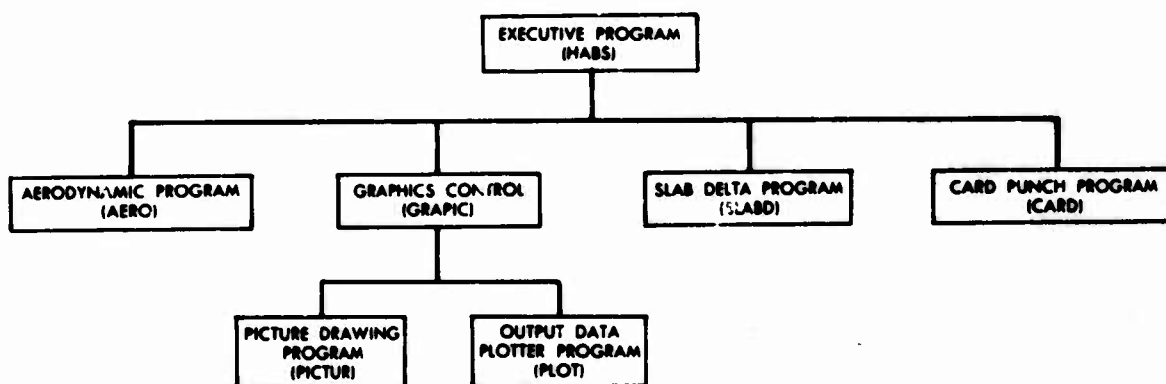 EXECUTIVE PROGRAM
(HABS)
AERODYNAMIC PROGRAM
(AERO)
GRAPHICS CONTROL
(GRAPIC)
SLAB DELTA PROGRAM
(SLABD)
CARD PUNCH PROGRAM
(CARD)
PICTURE DRAWING
PROGRAM
(PICTUR)
OUTPUT DATA
PLOTTER PROGRAM
(PLOT)